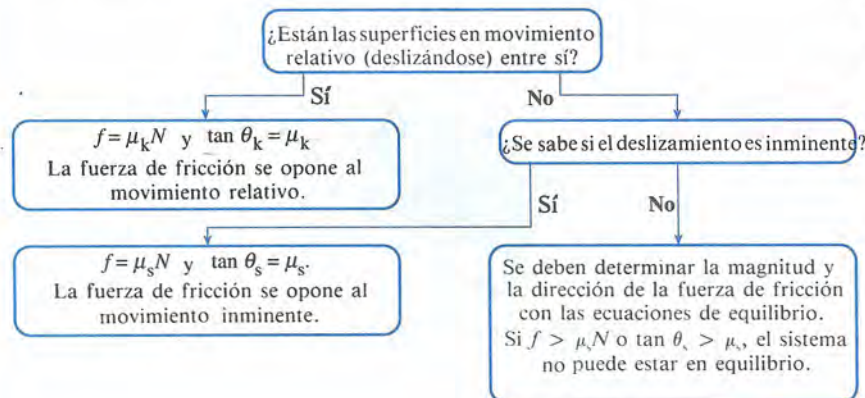 ¿Están las superficies en movimiento
relativo (deslizándose) entre sí?
Sí
No
f = μₖN y tan θₖ = μₖ
La fuerza de fricción se opone al
movimiento relativo.
¿Se sabe si el deslizamiento es inminente?
Sí
No
f = μₛN y tan θₛ = μₛ.
La fuerza de fricción se opone al
movimiento inminente.
Se deben determinar la magnitud y
la dirección de la fuerza de fricción
con las ecuaciones de equilibrio.
Si f > μₛN o tan θₛ > μₛ, el sistema
no puede estar en equilibrio.